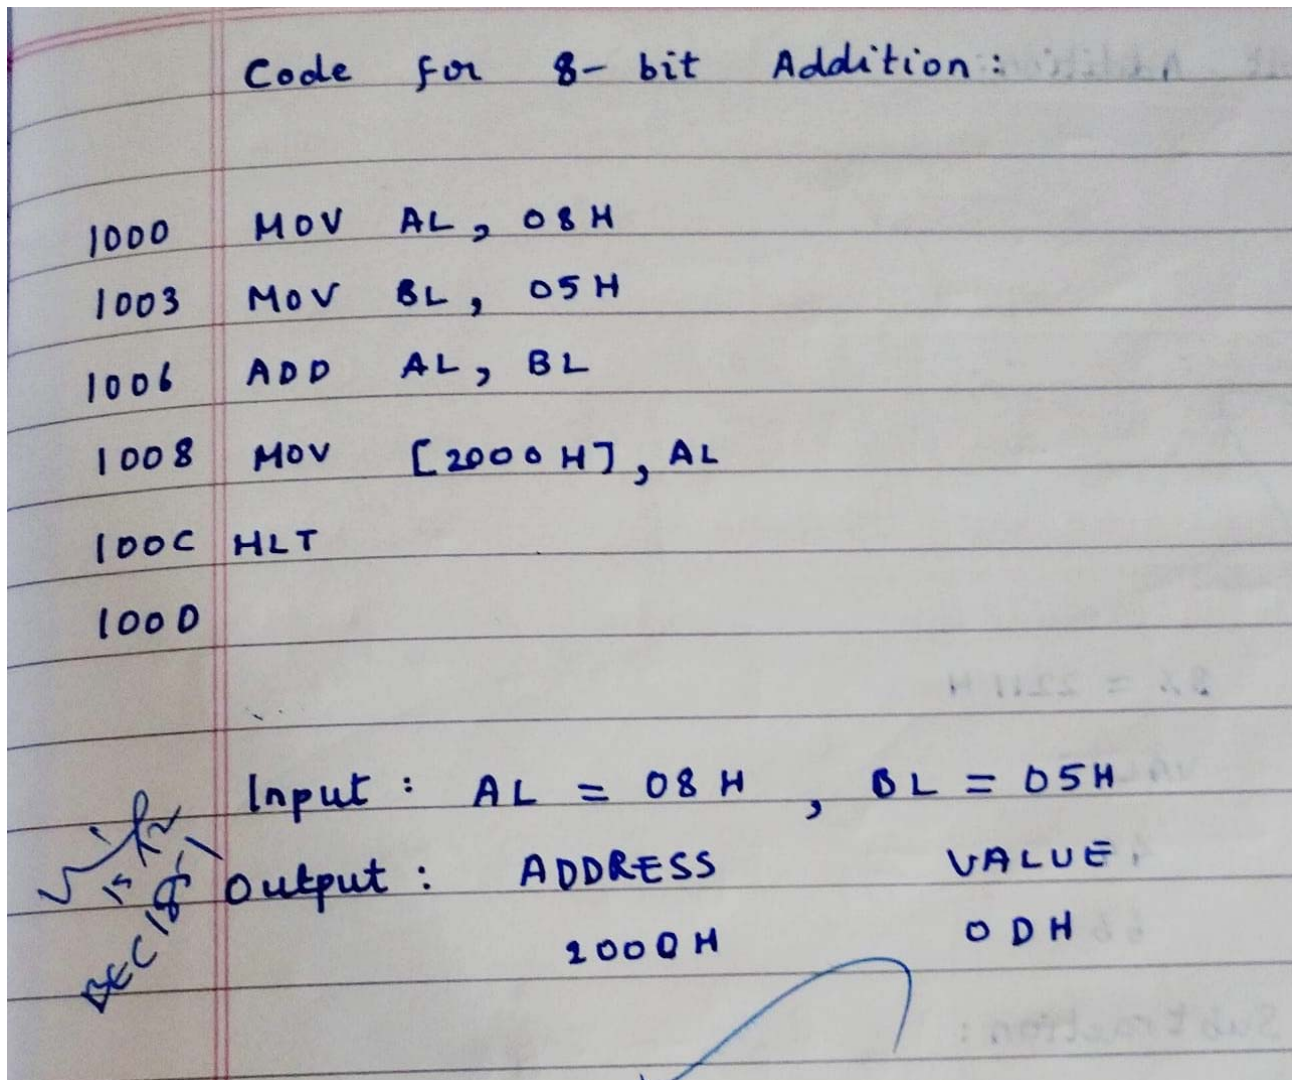 Code for 8-bit Addition:
1000 MOV AL, 08H
1003 MOV BL, 05H
1006 ADD AL, BL
1008 MOV [2000H], AL
100C HLT
100D
Input: AL = 08H, BL = 05H
Output: ADDRESS VALUE
2000H 0DH